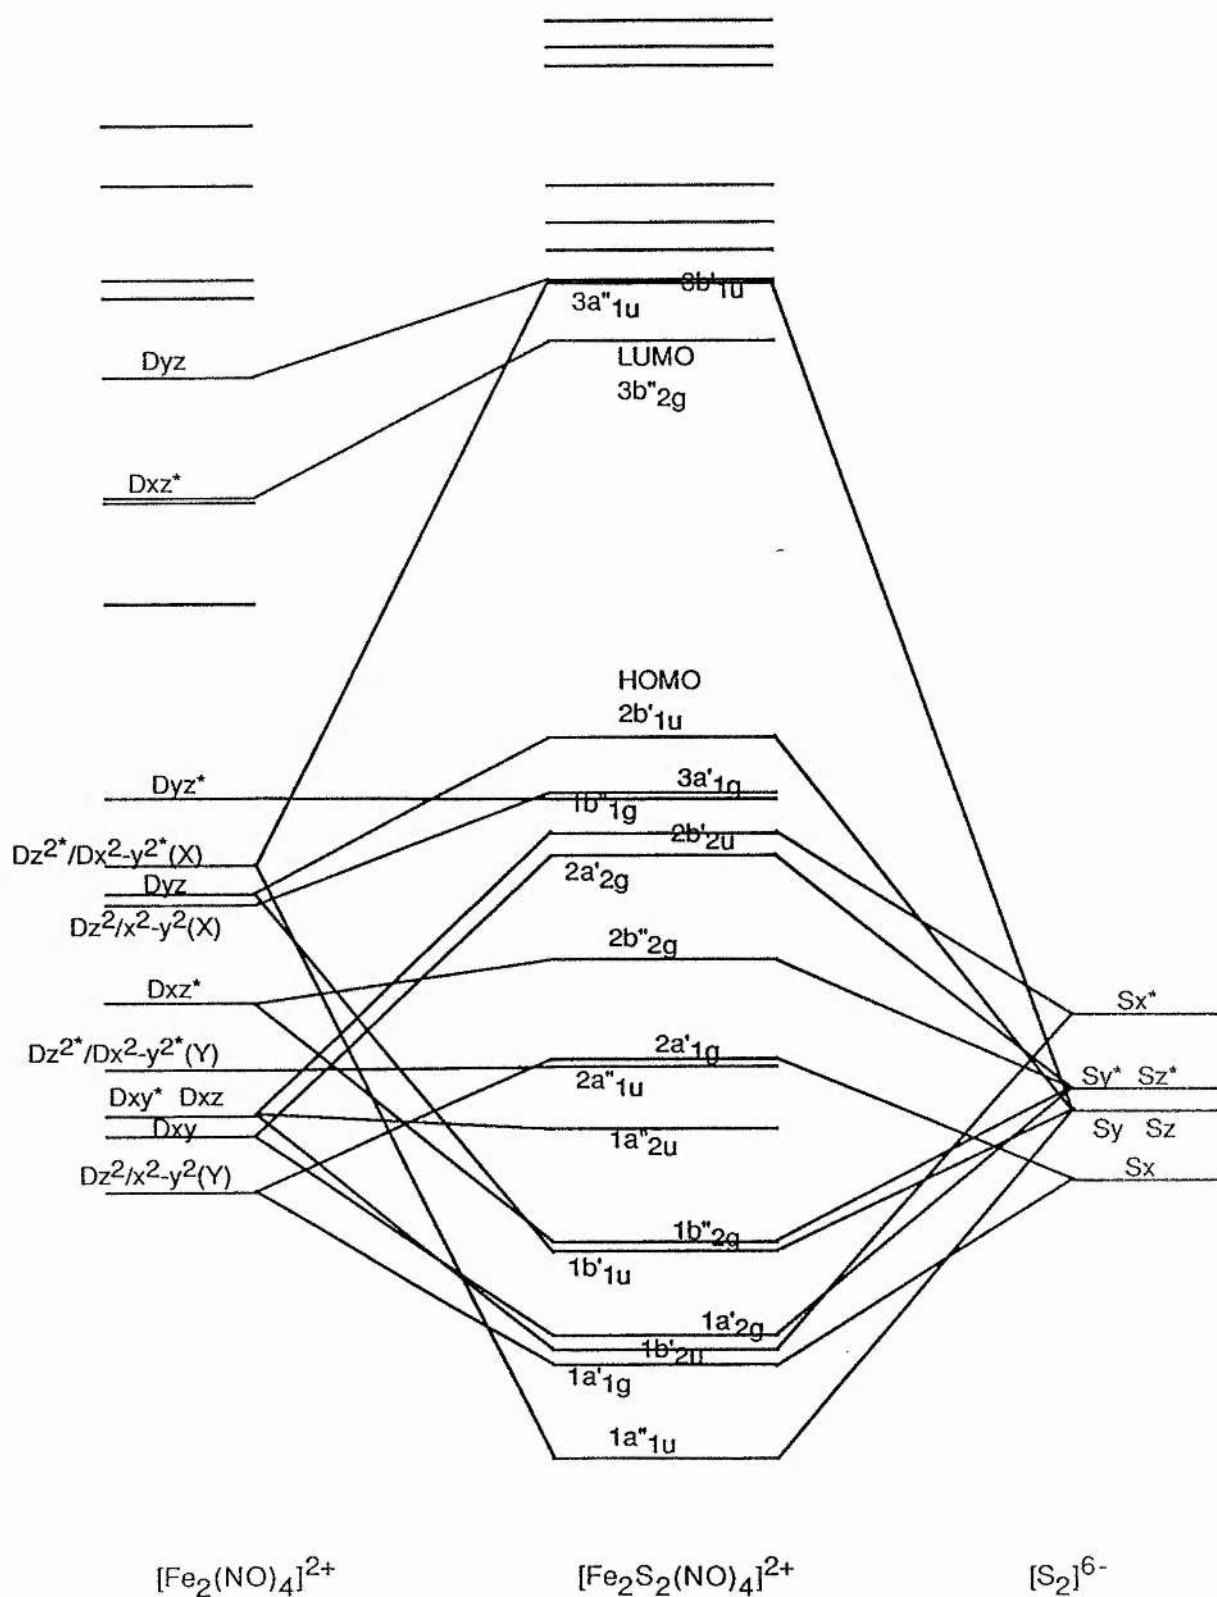 3b'1u
3a"1u
LUMO
3b"2g
Dyz
Dxz*
HOMO
2b'1u
Dyz*
3a'1g
1b"1g
Dz2*/Dx2-y2*(X)
2b'2u
Dyz
2a'2g
Dz2/x2-y2(X)
2b"2g
Dxz*
Sx*
Dz2*/Dx2-y2*(Y)
2a'1g
2a"1u
Sy* Sz*
Dxy* Dxz
Dxy
1a"2u
Sy Sz
Dz2/x2-y2(Y)
Sx
1b"2g
1b'1u
1a'2g
1b'2u
1a'1g
1a"1u
[Fe2(NO)4]2+ [Fe2S2(NO)4]2+ [S2]6-